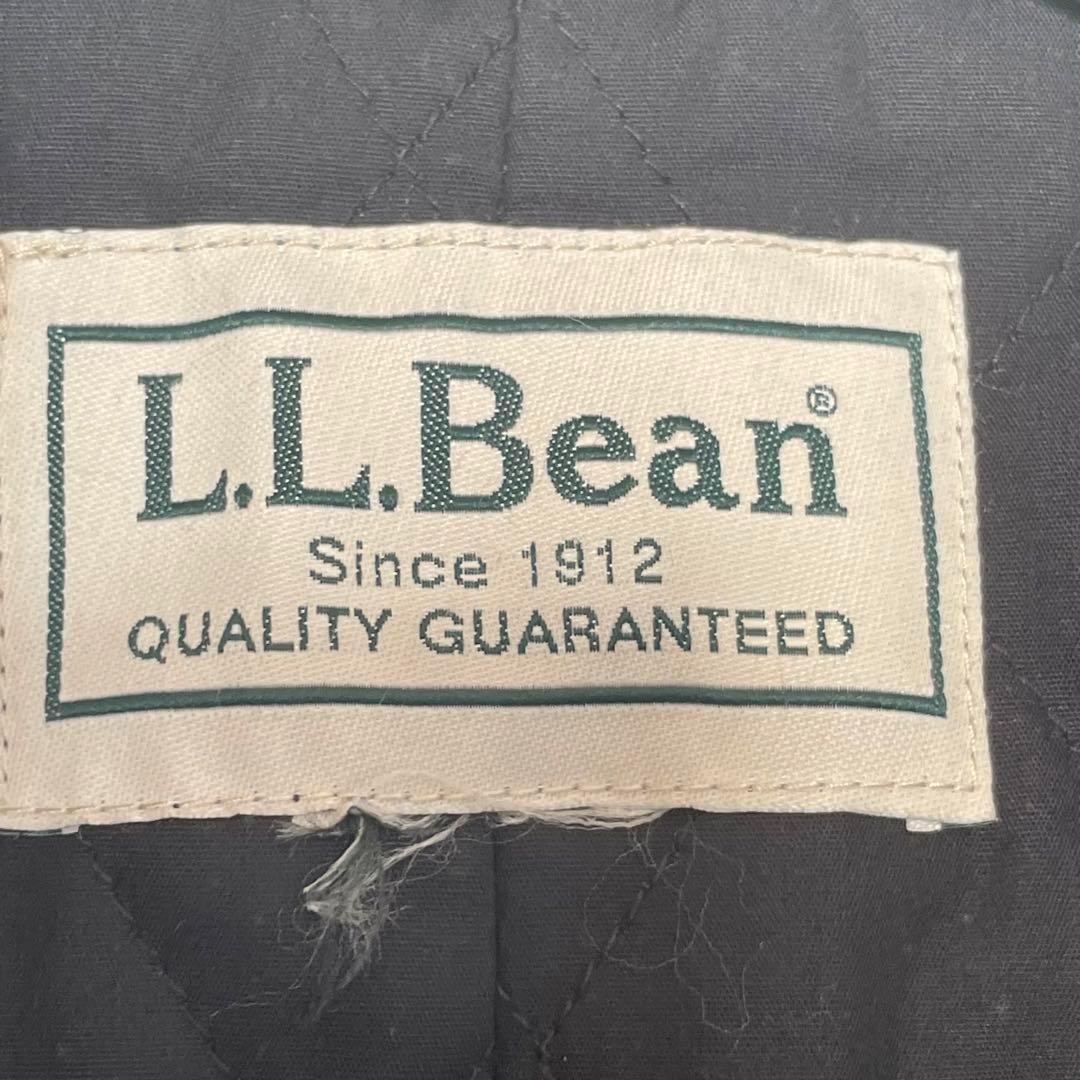 L.L.Bean®
Since 1912
QUALITY GUARANTEED